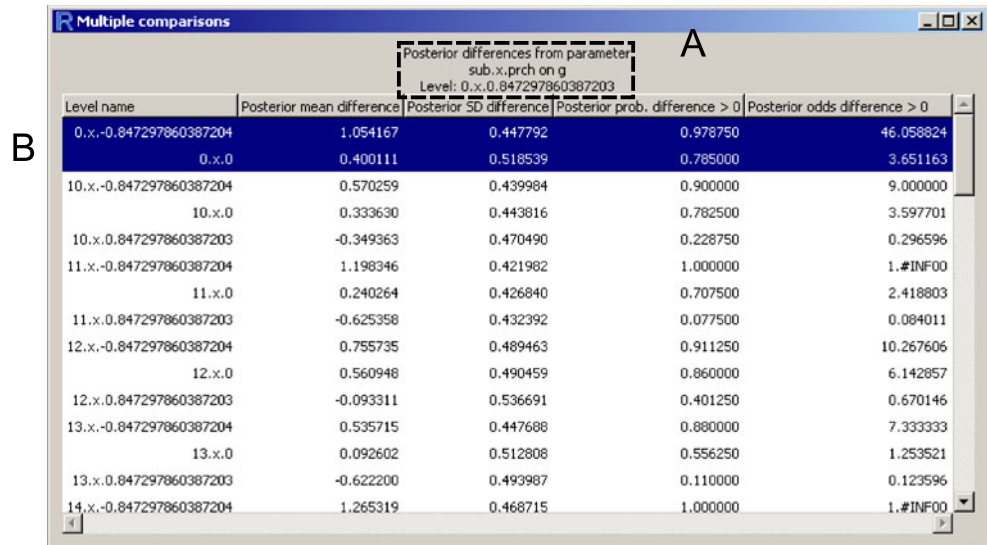 Multiple comparisons
A
Posterior differences from parameter
sub.x.prch on g
Level: 0.x.0.847297860387203
Level name Posterior mean difference Posterior SD difference Posterior prob. difference > 0 Posterior odds difference > 0
B
0.x.-0.847297860387204 1.054167 0.447792 0.978750 46.058824
0.x.0 0.400111 0.518539 0.785000 3.651163
10.x.-0.847297860387204 0.570259 0.439984 0.900000 9.000000
10.x.0 0.333630 0.443816 0.782500 3.597701
10.x.0.847297860387203 -0.349363 0.470490 0.228750 0.296596
11.x.-0.847297860387204 1.198346 0.421982 1.000000 1.#INF00
11.x.0 0.240264 0.426840 0.707500 2.418803
11.x.0.847297860387203 -0.625358 0.432392 0.077500 0.084011
12.x.-0.847297860387204 0.755735 0.489463 0.911250 10.267606
12.x.0 0.560948 0.490459 0.860000 6.142857
12.x.0.847297860387203 -0.093311 0.536691 0.401250 0.670146
13.x.-0.847297860387204 0.535715 0.447688 0.880000 7.333333
13.x.0 0.092602 0.512808 0.556250 1.253521
13.x.0.847297860387203 -0.622200 0.493987 0.110000 0.123596
14.x.-0.847297860387204 1.265319 0.468715 1.000000 1.#INF00